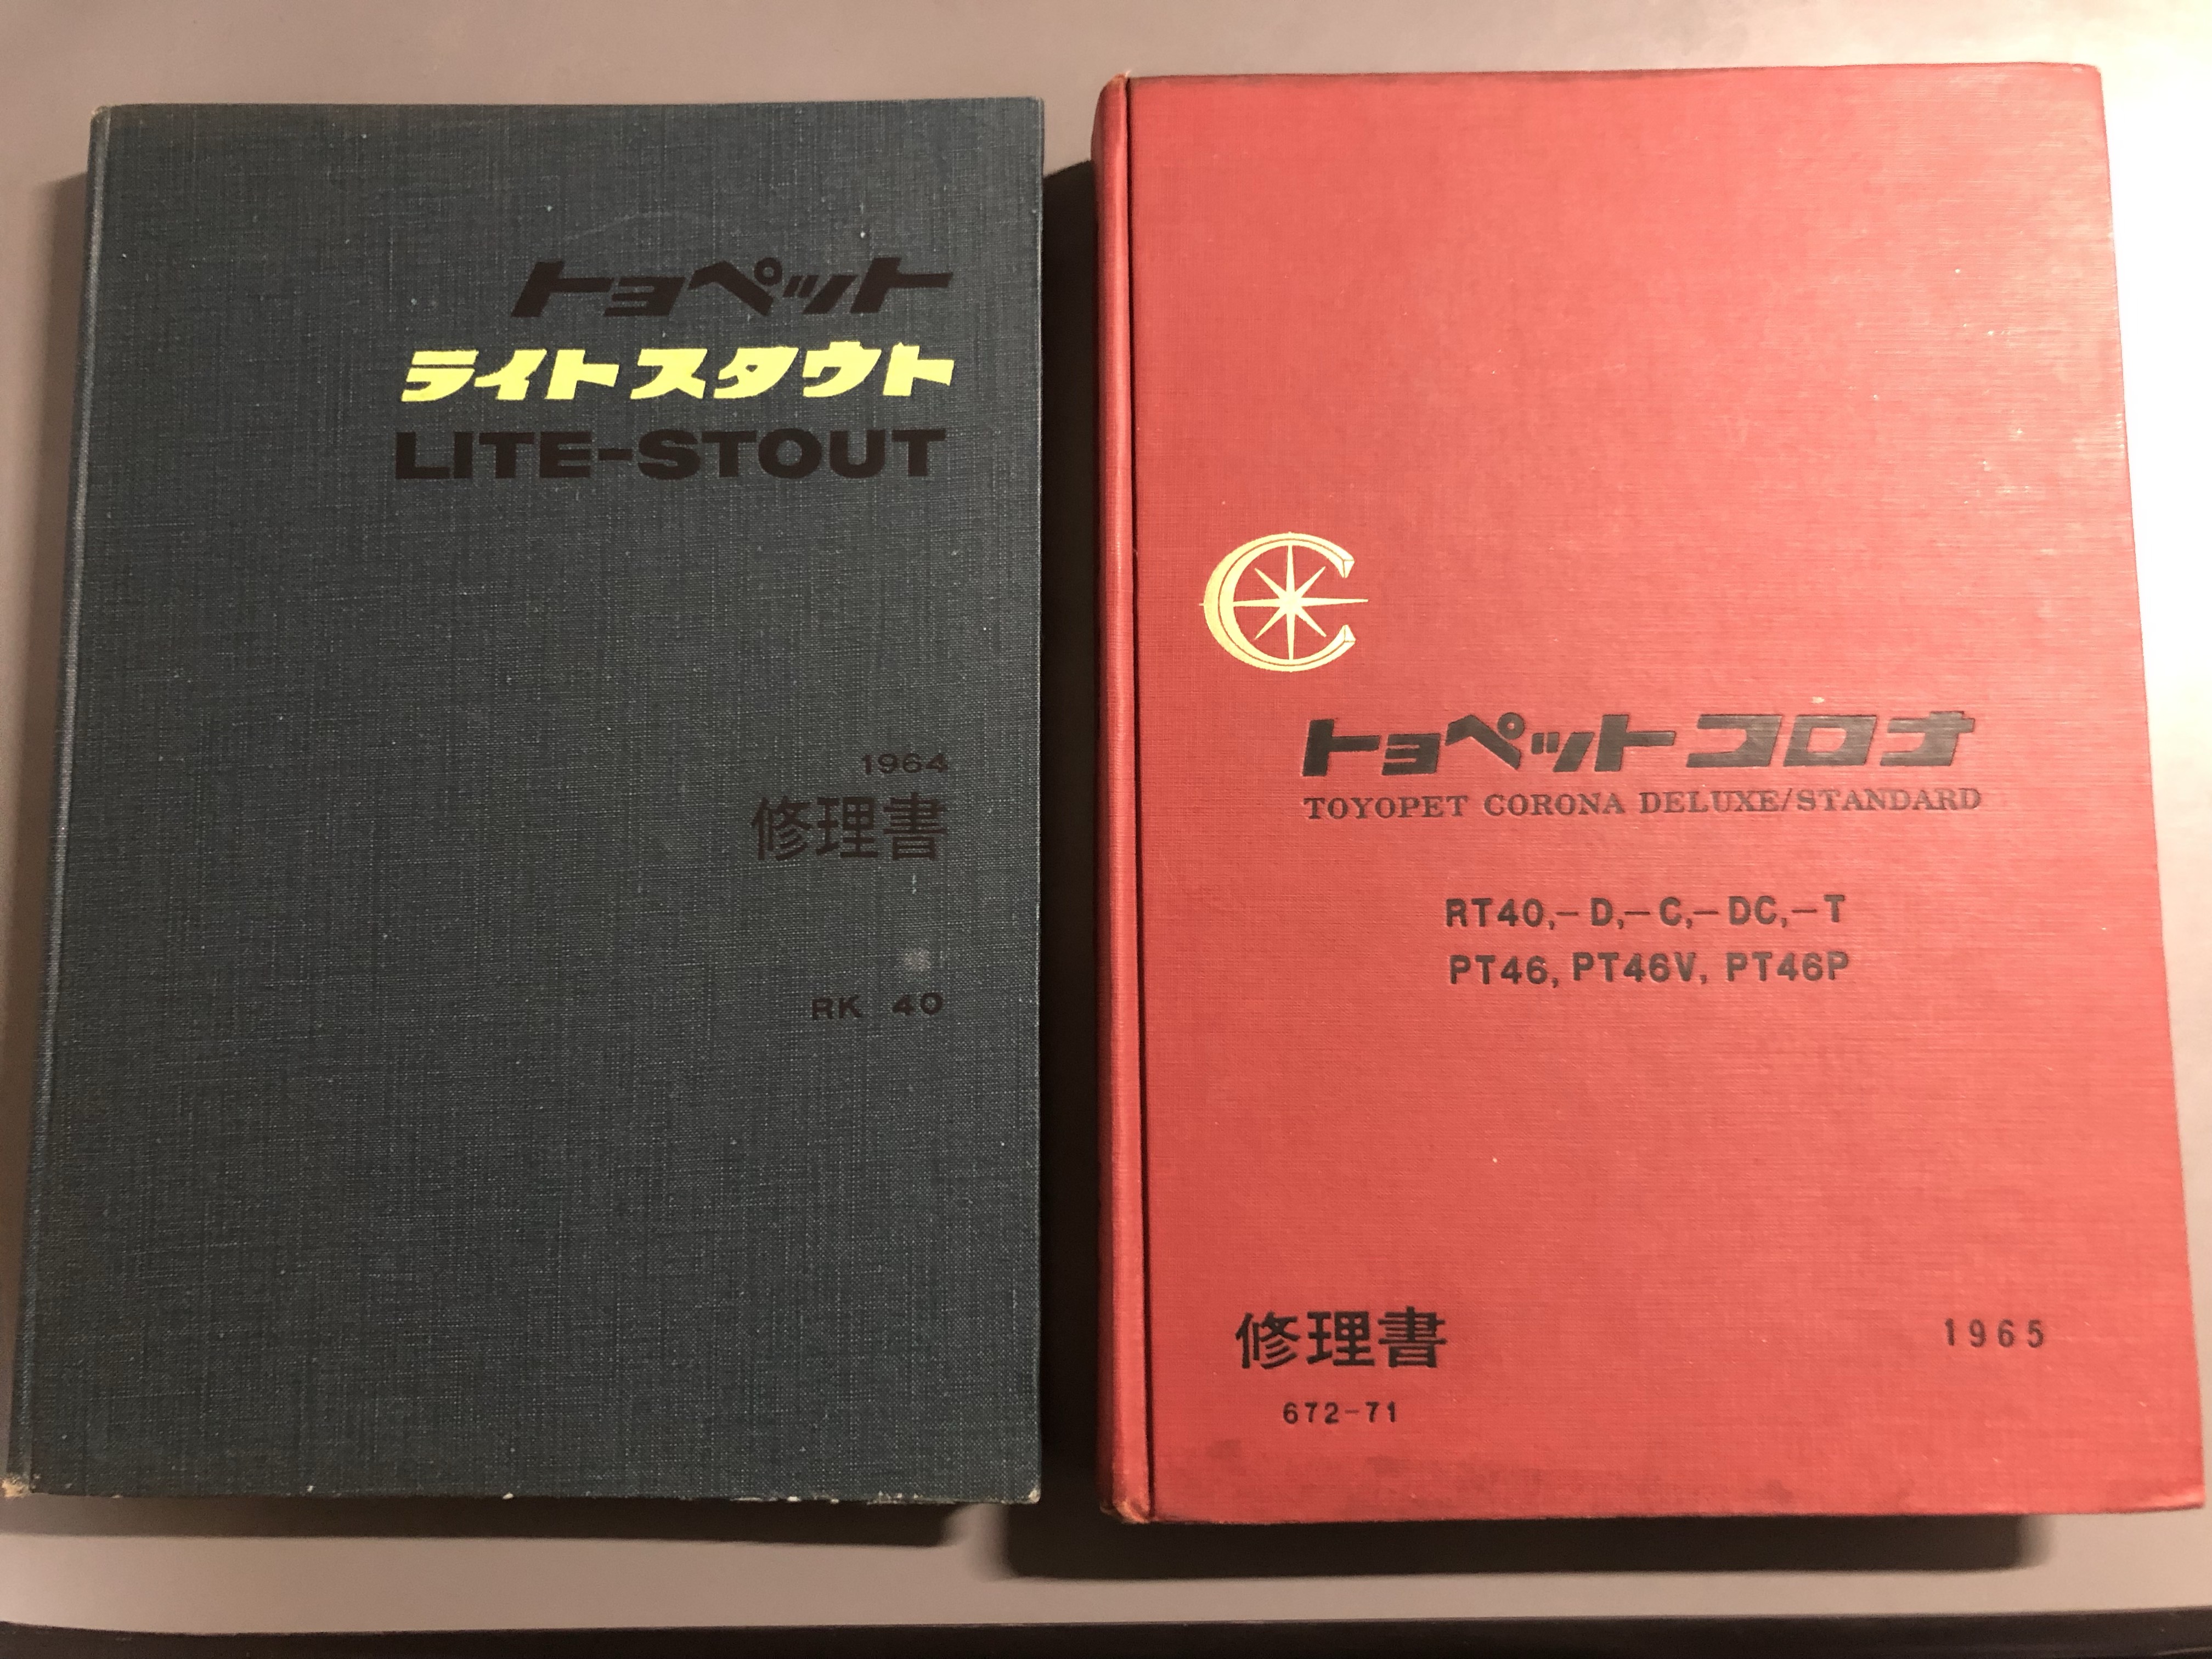 トヨペット
ライトスタウト
LITE-STOUT
1964
修理書
RK 40
C
トヨペットコロナ
TOYOPET CORONA DELUXE/STANDARD
RT40,-D,-C,-DC,-T
PT46, PT46V, PT46P
修理書
1965
672-71